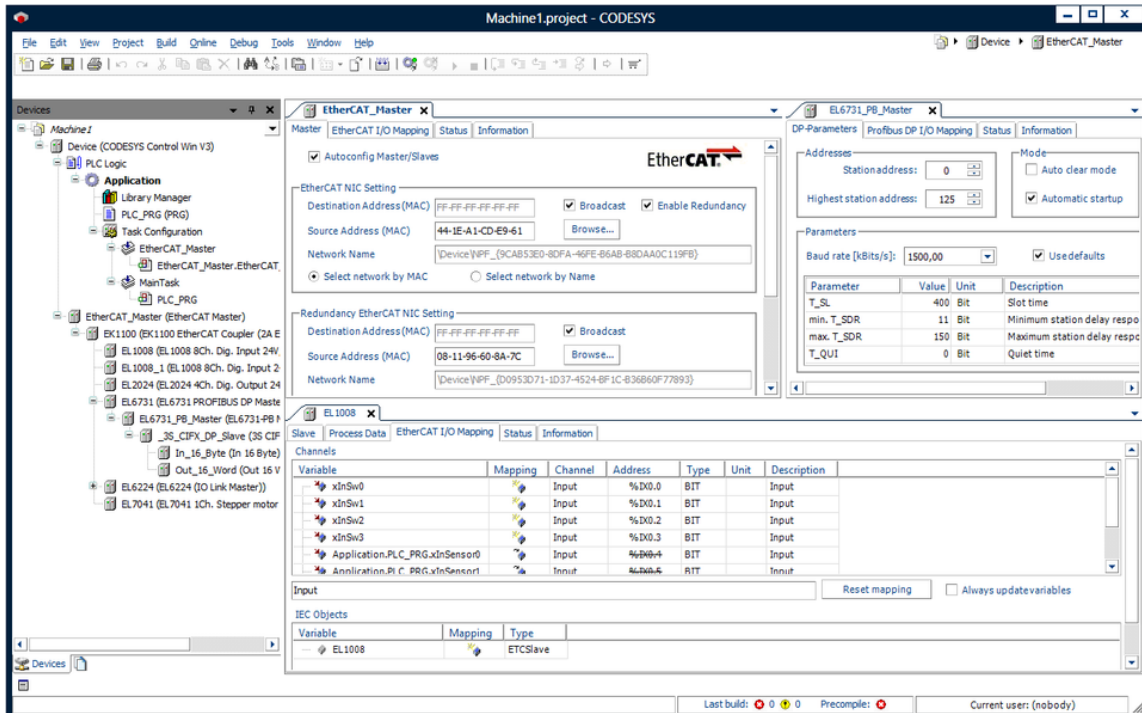 Machine1.project - CODESYS
File Edit View Project Build Online Debug Tools Window Help
Device EtherCAT_Master
Devices
Machine1
Device (CODESYS Control Win V3)
PLC Logic
Application
Library Manager
PLC_PRG (PRG)
Task Configuration
EtherCAT_Master
EtherCAT_Master.EtherCAT_
MainTask
PLC_PRG
EtherCAT_Master (EtherCAT Master)
EK1100 (EK1100 EtherCAT Coupler (2A E
EL1008 (EL1008 8Ch. Dig. Input 24V,
EL1008_1 (EL1008 8Ch. Dig. Input 2
EL2024 (EL2024 4Ch. Dig. Output 24
EL6731 (EL6731 PROFIBUS DP Maste
EL6731_PB_Master (EL6731-PB M
_3S_CIFX_DP_Slave (3S CIF
In_16_Byte (In 16 Byte)
Out_16_Word (Out 16 W
EL6224 (EL6224 (IO Link Master))
EL7041 (EL7041 1Ch. Stepper motor
Devices
EtherCAT_Master
Master EtherCAT I/O Mapping Status Information
Autoconfig Master/Slaves
EtherCAT
EtherCAT NIC Setting
Destination Address (MAC) FF-FF-FF-FF-FF-FF Broadcast Enable Redundancy
Source Address (MAC) 44-1E-A1-CD-E9-61 Browse...
Network Name \Device\NPF_{9CAB53E0-8DFA-46FE-B6AB-B8DAA0C119FB}
Select network by MAC Select network by Name
Redundancy EtherCAT NIC Setting
Destination Address (MAC) FF-FF-FF-FF-FF-FF Broadcast
Source Address (MAC) 08-11-96-60-8A-7C Browse...
Network Name \Device\NPF_{D0953D71-1D37-4524-BF1C-B36B60F77893}
EL6731_PB_Master
DP-Parameters Profibus DP I/O Mapping Status Information
Addresses
Station address: 0
Highest station address: 125
Mode
Auto clear mode
Automatic startup
Parameters
Baud rate [kBits/s]: 1500,00 Use defaults
Parameter Value Unit Description
T_SL 400 Bit Slot time
min. T_SDR 11 Bit Minimum station delay respo
max. T_SDR 150 Bit Maximum station delay respo
T_QUI 0 Bit Quiet time
EL1008
Slave Process Data EtherCAT I/O Mapping Status Information
Channels
Variable Mapping Channel Address Type Unit Description
xInSw0 Input %IX0.0 BIT Input
xInSw1 Input %IX0.1 BIT Input
xInSw2 Input %IX0.2 BIT Input
xInSw3 Input %IX0.3 BIT Input
Application.PLC_PRG.xInSensor0 Input %IX0.4 BIT Input
Application.PLC_PRG.xInSensor1 Input %IX0.5 BIT Input
Input Reset mapping Always update variables
IEC Objects
Variable Mapping Type
EL1008 ETCSlave
Last build: 0 0 Precompile: Current user: (nobody)